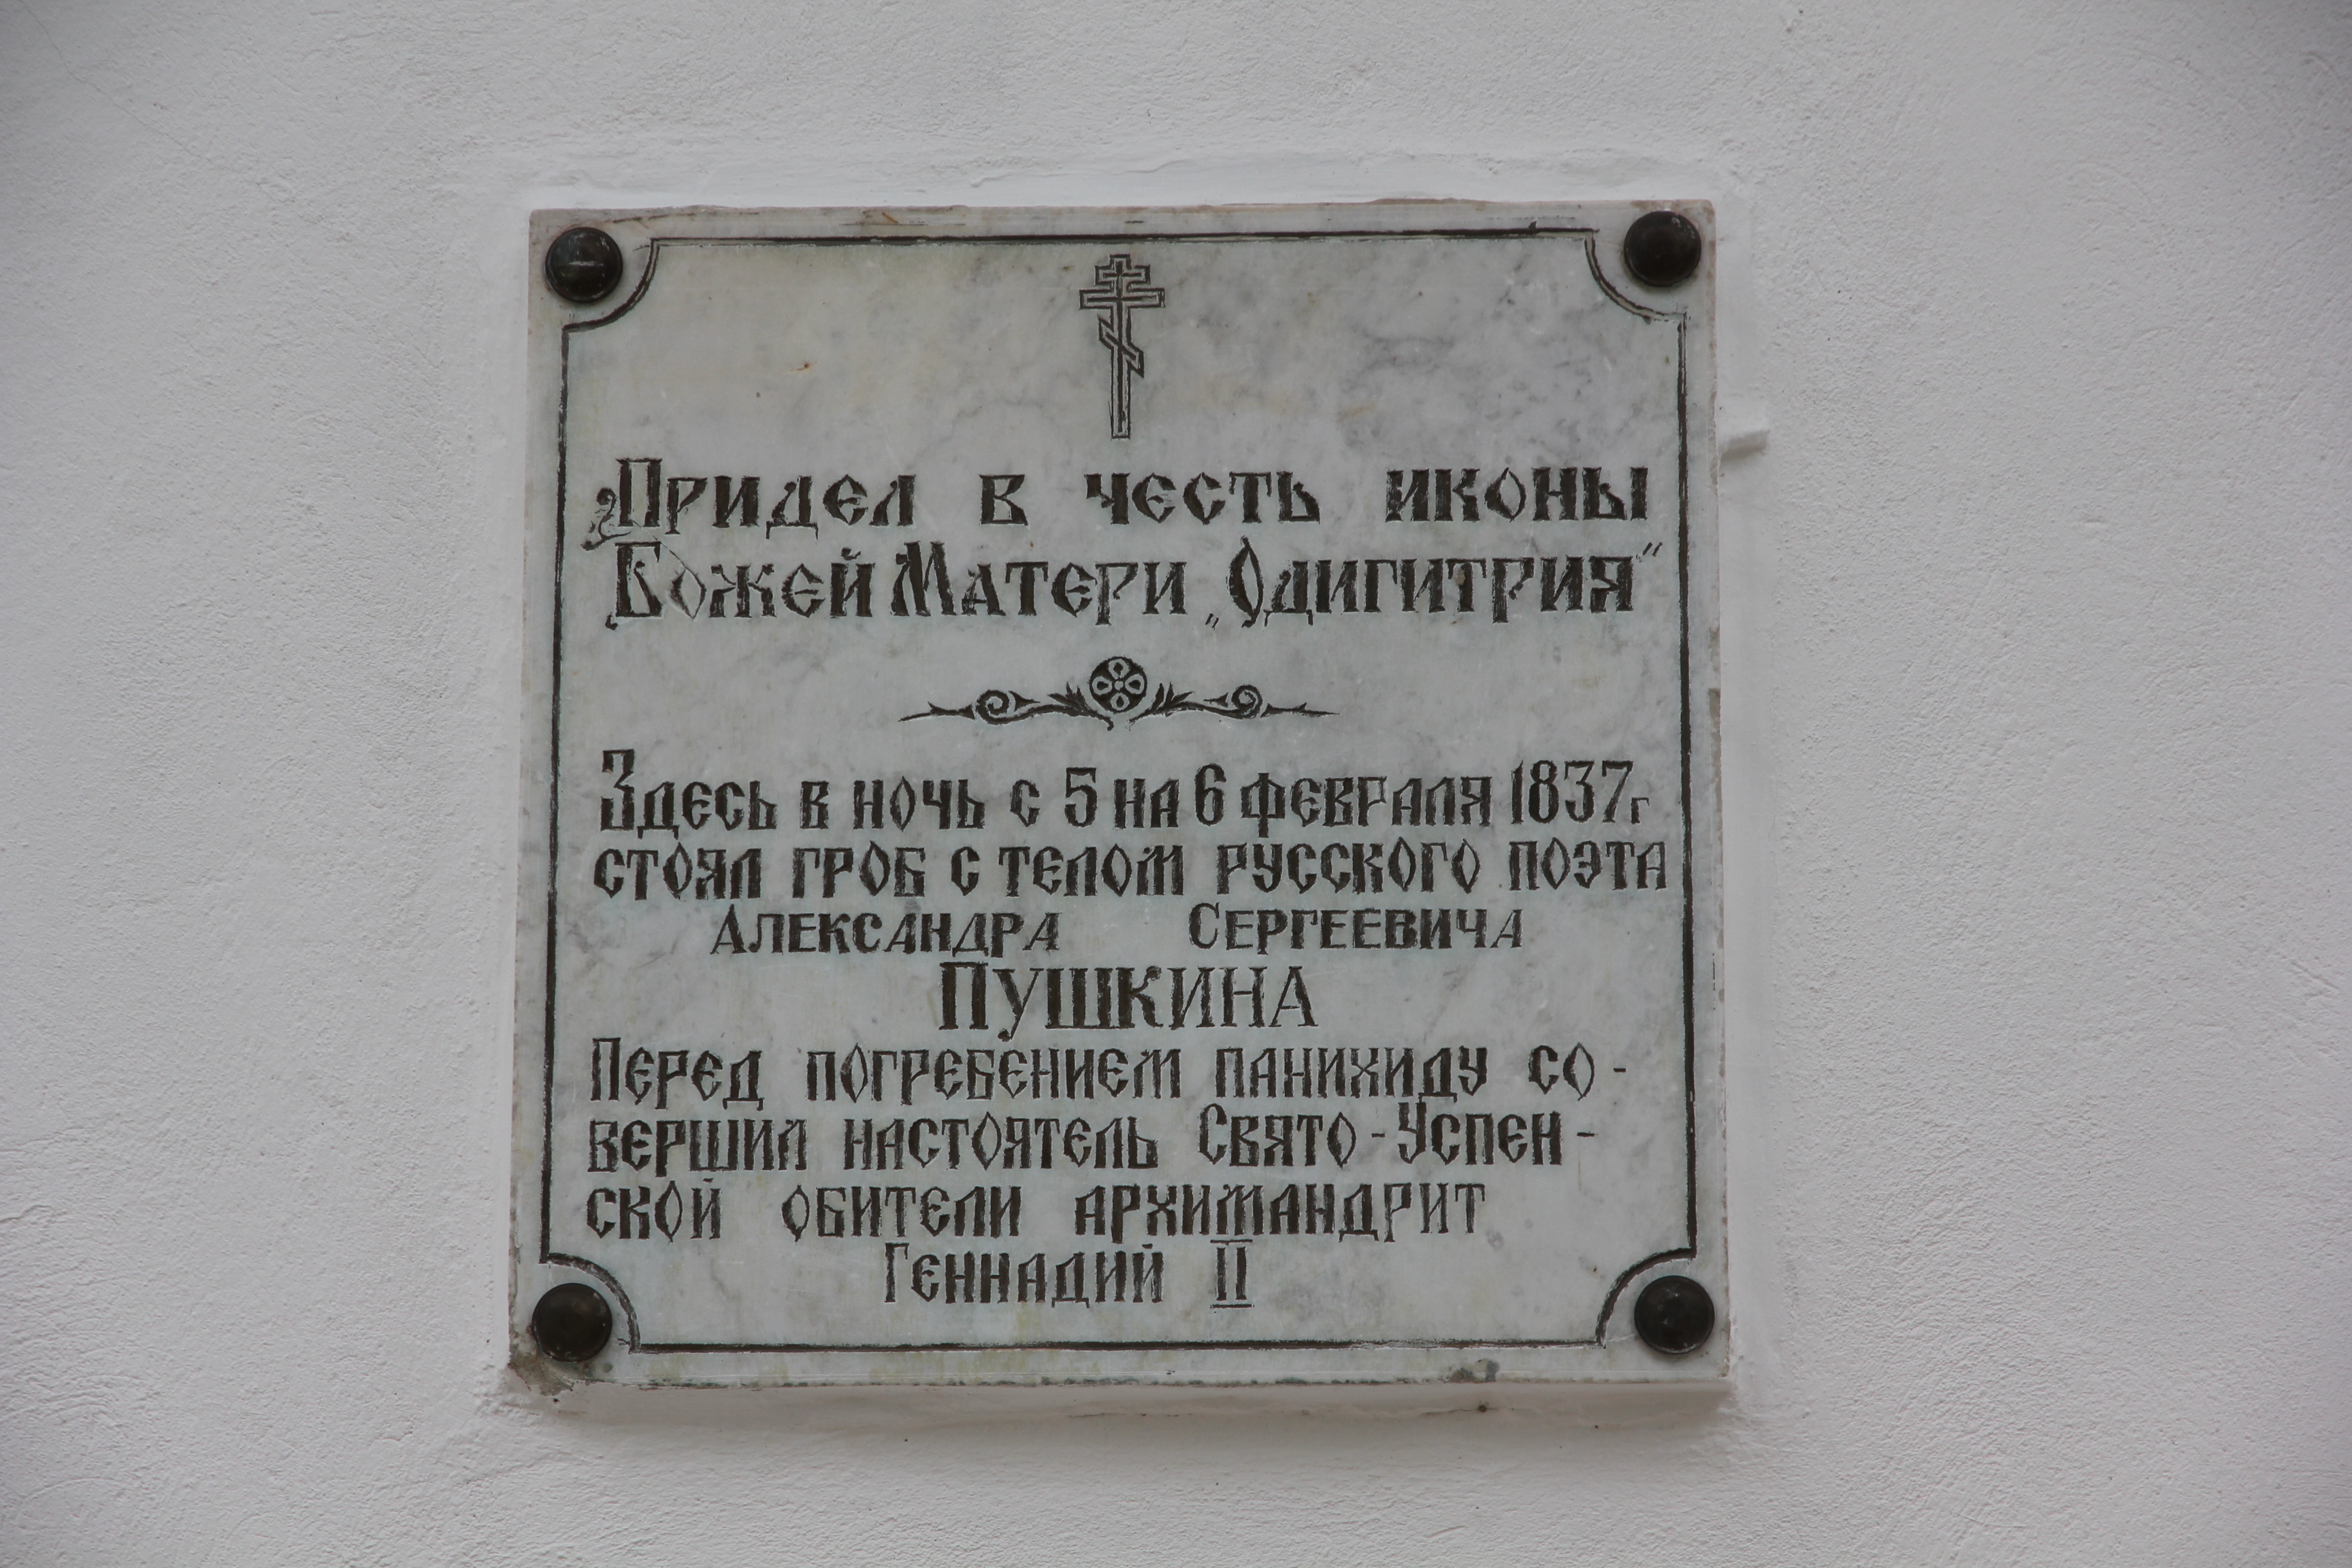 Придел в честь иконы
Божей Матери „Одигитрия“
Здесь в ночь с 5 на 6 февраля 1837г
стоял гроб с телом русского поэта
Александра Сергеевича
Пушкина
Перед погребением панихиду со-
вершил настоятель Свято-Успен-
ской обители архимандрит
Геннадий II